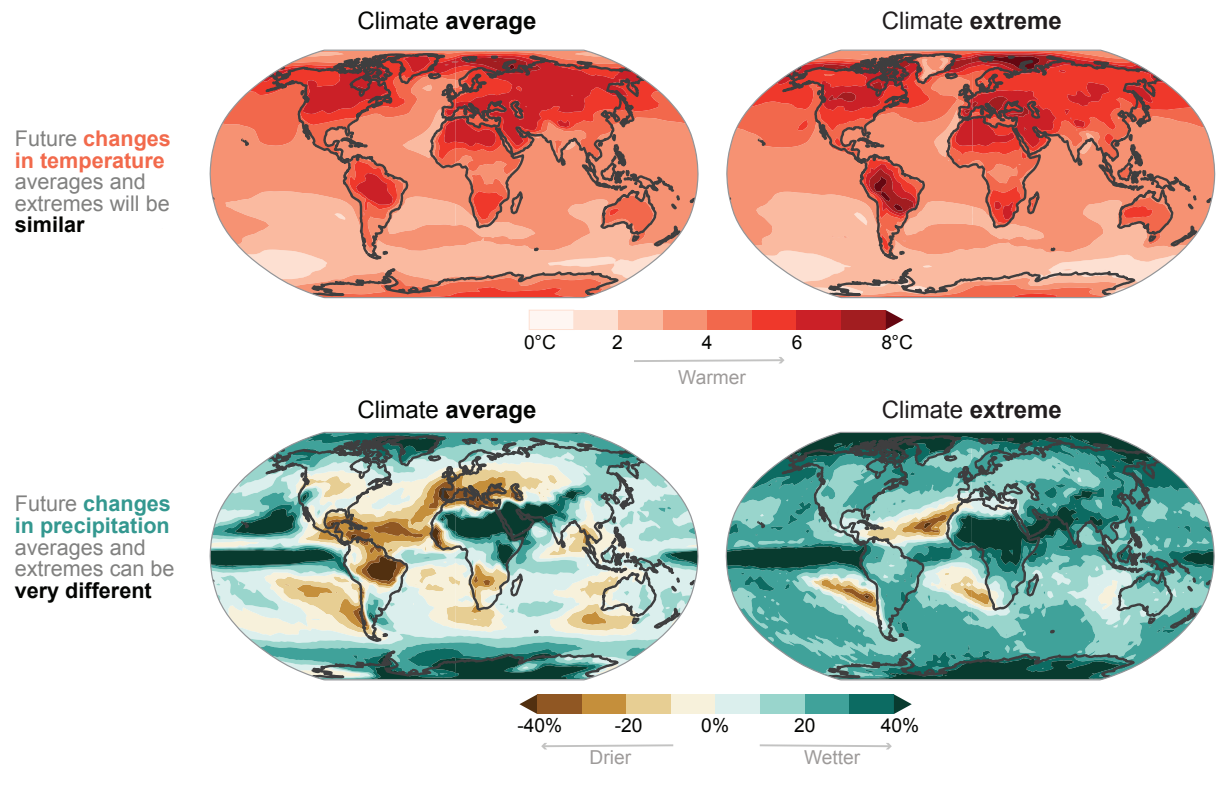 Climate average
Climate extreme
Future changes
in temperature
averages and
extremes will be
similar
0°C 2 4 6 8°C
Warmer
Climate average
Climate extreme
Future changes
in precipitation
averages and
extremes can be
very different
-40% -20 0% 20 40%
Drier
Wetter